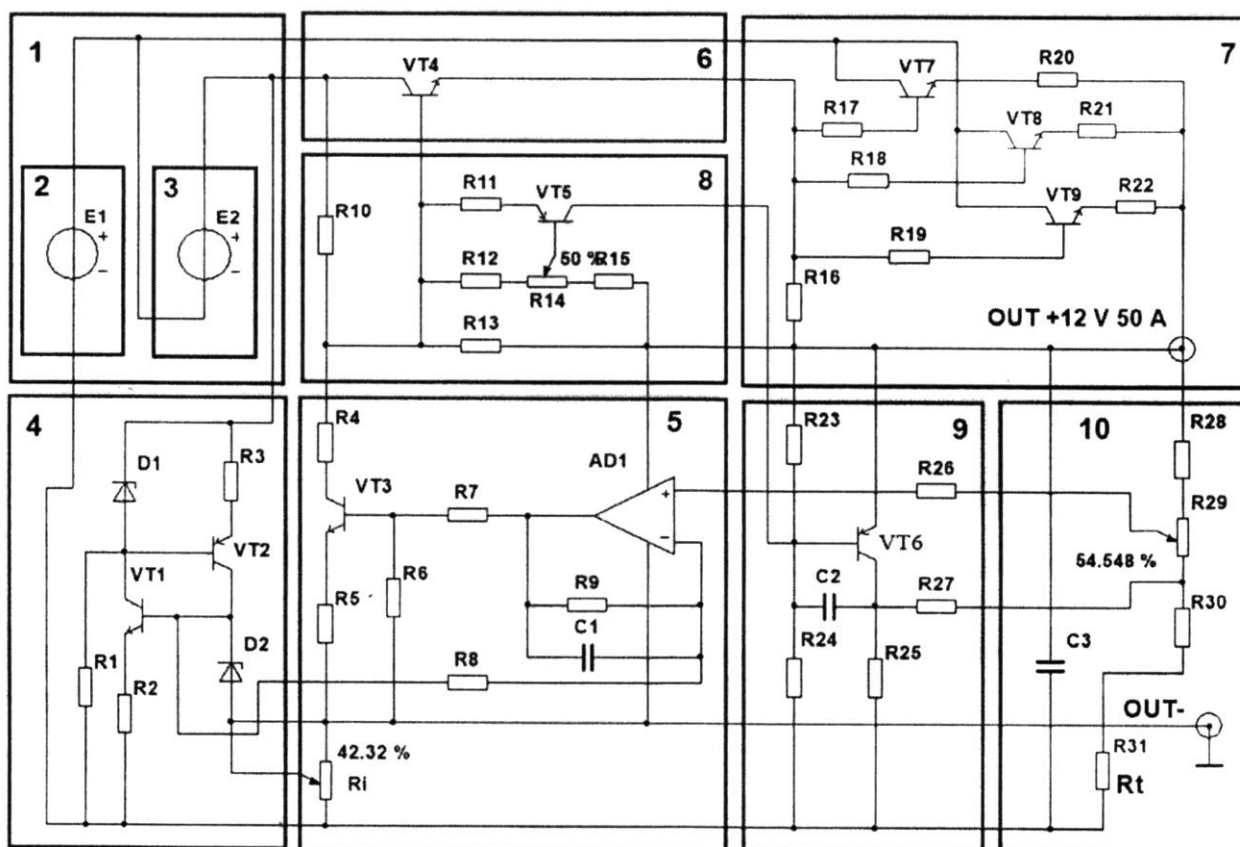 1
6
7
VT4
VT7
R20
R17
VT8
R21
R18
2
3
8
R11
VT5
VT9
R22
E1
+
−
E2
+
−
R10
R19
R12
50 %
R15
R14
R16
R13
OUT +12 V 50 A
4
5
9
10
R3
R4
R23
R28
D1
AD1
VT3
R7
R26
R29
+
−
VT2
VT6
54.548 %
VT1
R6
R9
C2
R27
R30
R5
C1
D2
R1
R2
R8
R24
R25
C3
OUT-
42.32 %
Ri
R31
Rt